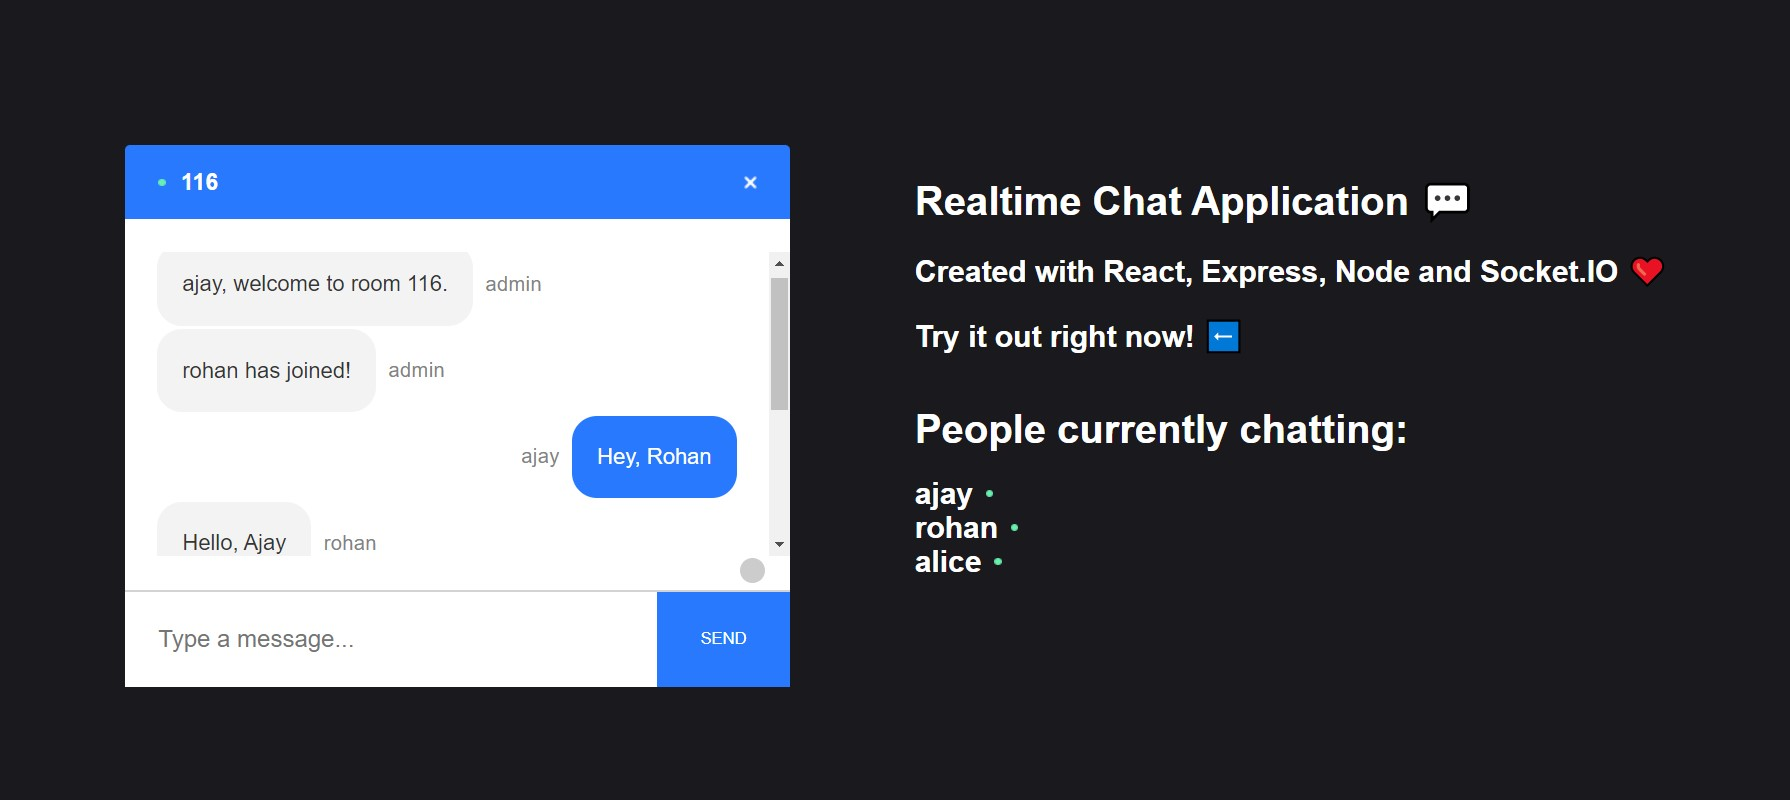 116
ajay, welcome to room 116. admin
rohan has joined! admin
ajay Hey, Rohan
Hello, Ajay rohan
Type a message...
SEND
Realtime Chat Application 💬
Created with React, Express, Node and Socket.IO ❤️
Try it out right now! ⬅️
People currently chatting:
ajay
rohan
alice